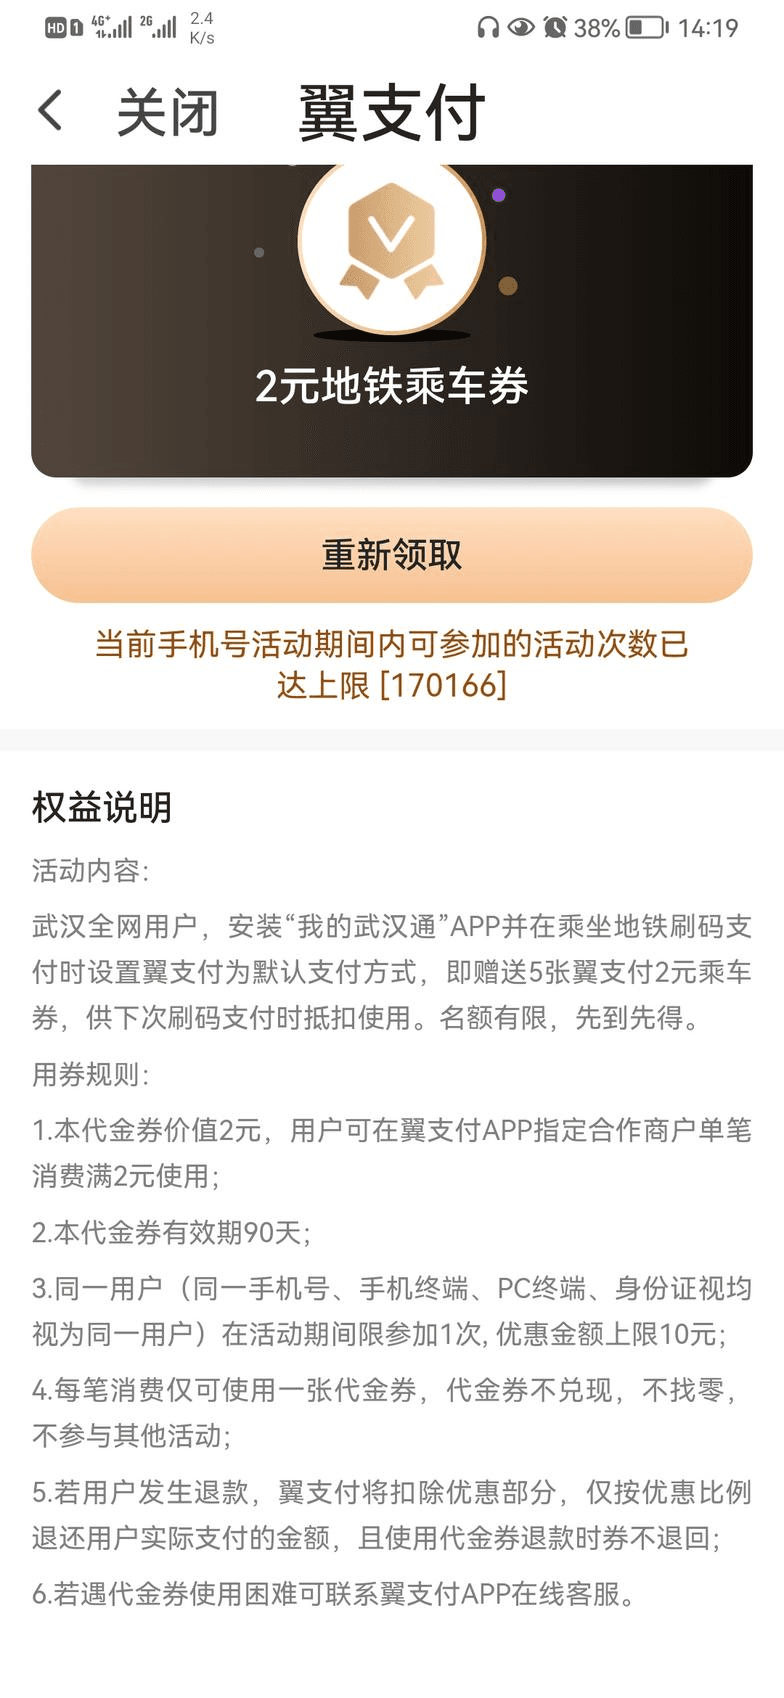 HD 1 4G+ 2G 2.4 K/s 38% 14:19
关闭 翼支付
2元地铁乘车券
重新领取
当前手机号活动期间内可参加的活动次数已
达上限 [170166]
权益说明
活动内容:
武汉全网用户，安装“我的武汉通”APP并在乘坐地铁刷码支
付时设置翼支付为默认支付方式，即赠送5张翼支付2元乘车
券，供下次刷码支付时抵扣使用。名额有限，先到先得。
用券规则:
1.本代金券价值2元，用户可在翼支付APP指定合作商户单笔
消费满2元使用;
2.本代金券有效期90天;
3.同一用户（同一手机号、手机终端、PC终端、身份证视均
视为同一用户）在活动期间限参加1次, 优惠金额上限10元;
4.每笔消费仅可使用一张代金券，代金券不兑现，不找零，
不参与其他活动;
5.若用户发生退款，翼支付将扣除优惠部分，仅按优惠比例
退还用户实际支付的金额，且使用代金券退款时券不退回;
6.若遇代金券使用困难可联系翼支付APP在线客服。